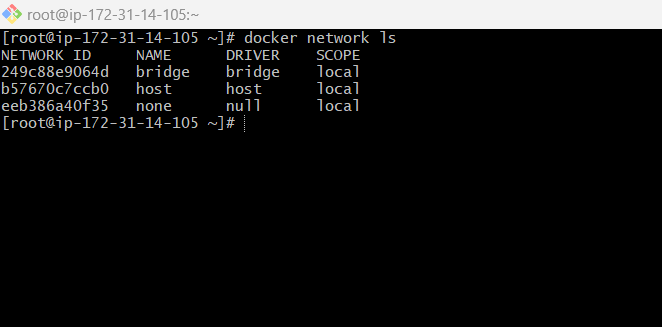 root@ip-172-31-14-105:~
[root@ip-172-31-14-105 ~]# docker network ls
NETWORK ID     NAME      DRIVER    SCOPE
249c88e9064d   bridge    bridge    local
b57670c7ccb0   host      host      local
eeb386a40f35   none      null      local
[root@ip-172-31-14-105 ~]#